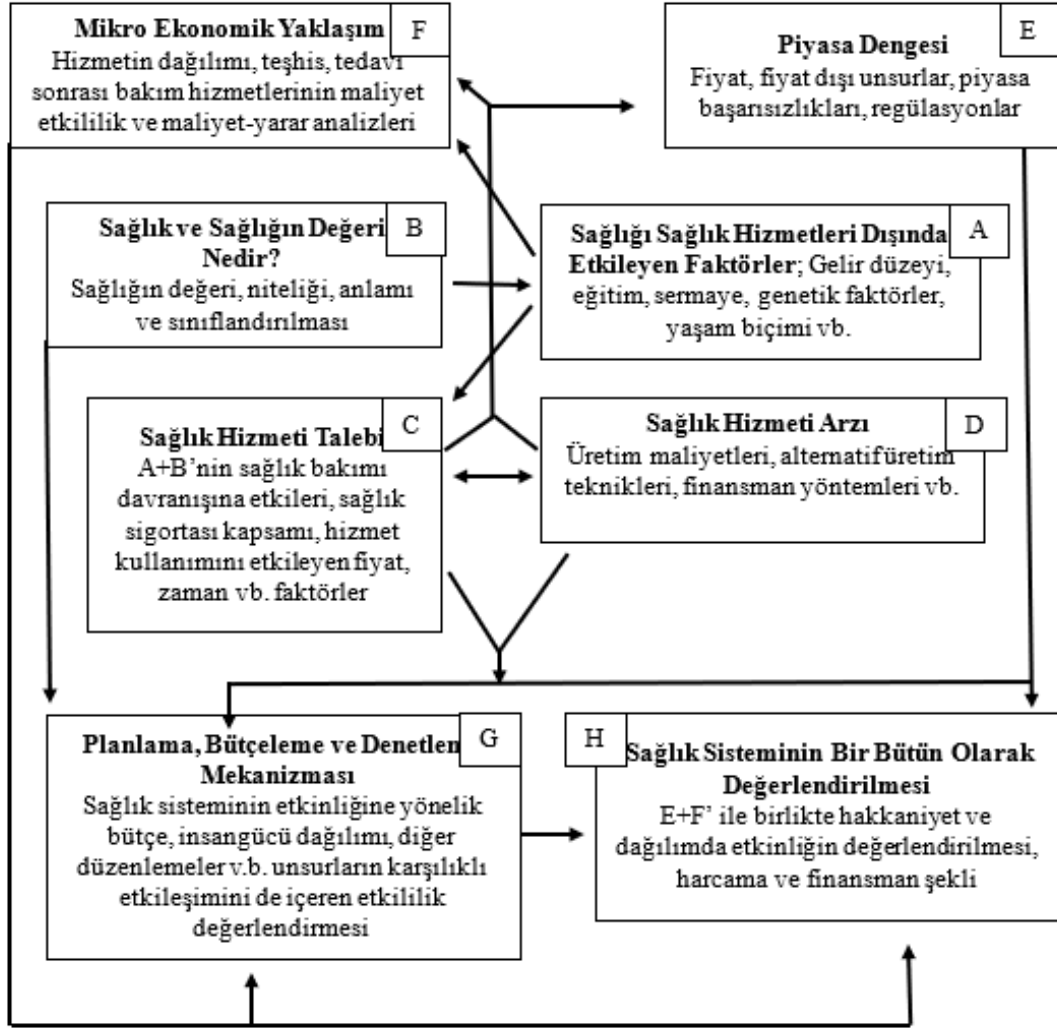 Mikro Ekonomik Yaklaşım
F
Hizmetin dağılımı, teşhis, tedavi
sonrası bakım hizmetlerinin maliyet
etkililik ve maliyet-yarar analizleri
Piyasa Dengesi
E
Fiyat, fiyat dışı unsurlar, piyasa
başarısızlıkları, regülasyonlar
Sağlık ve Sağlığın Değeri
B
Nedir?
Sağlığın değeri, niteliği, anlamı
ve sınıflandırılması
Sağlığı Sağlık Hizmetleri Dışında
A
Etkileyen Faktörler; Gelir düzeyi,
eğitim, sermaye, genetik faktörler,
yaşam biçimi vb.
Sağlık Hizmeti Talebi
C
A+B’nin sağlık bakımı
davranışına etkileri, sağlık
sigortası kapsamı, hizmet
kullanımını etkileyen fiyat,
zaman vb. faktörler
Sağlık Hizmeti Arzı
D
Üretim maliyetleri, alternatif üretim
teknikleri, finansman yöntemleri vb.
Planlama, Bütçeleme ve Denetlem
G
Mekanizması
Sağlık sisteminin etkinliğine yönelik
bütçe, insangücü dağılımı, diğer
düzenlemeler v.b. unsurların karşılıklı
etkileşimini de içeren etkililik
değerlendirmesi
H
Sağlık Sisteminin Bir Bütün Olarak
Değerlendirilmesi
E+F’ ile birlikte hakkaniyet ve
dağılımda etkinliğin değerlendirilmesi,
harcama ve finansman şekli